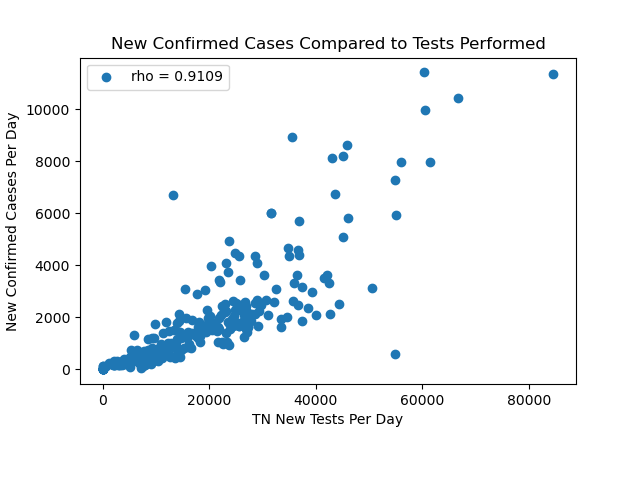 New Confirmed Cases Compared to Tests Performed
rho = 0.9109
New Confirmed Caeses Per Day
10000
8000
6000
4000
2000
0
0 20000 40000 60000 80000
TN New Tests Per Day